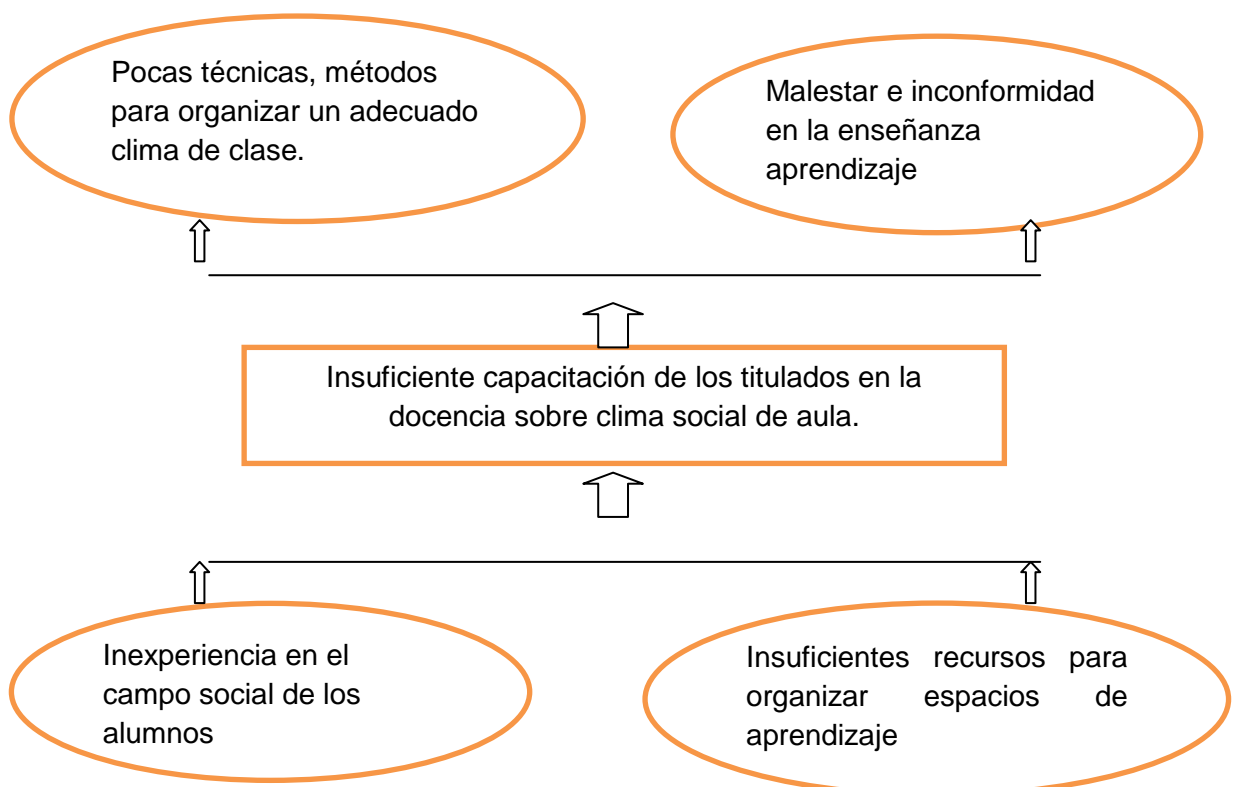 Pocas técnicas, métodos
para organizar un adecuado
clima de clase.
Malestar e inconformidad
en la enseñanza
aprendizaje
Insuficiente capacitación de los titulados en la
docencia sobre clima social de aula.
Inexperiencia en el
campo social de los
alumnos
Insuficientes recursos para
organizar espacios de
aprendizaje